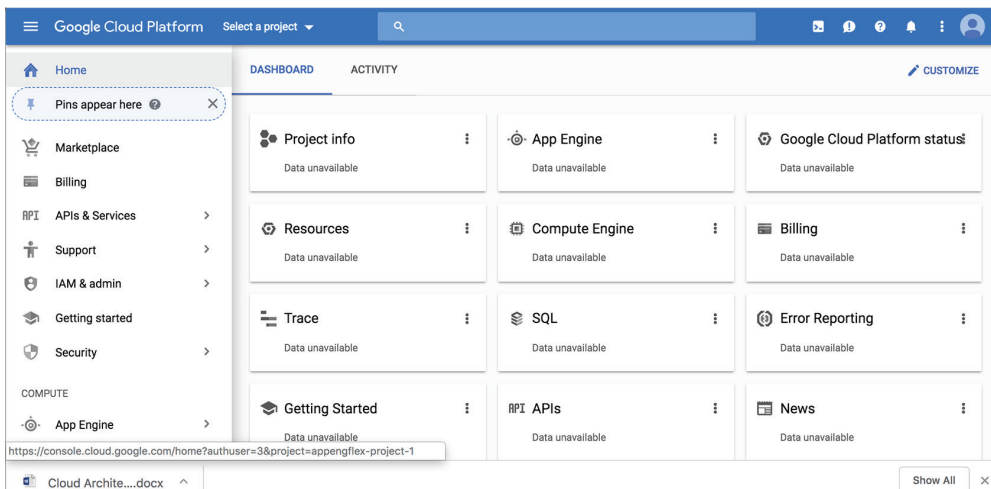 Google Cloud Platform Select a project
Home
Pins appear here
Marketplace
Billing
API APIs & Services
Support
IAM & admin
Getting started
Security
COMPUTE
App Engine
https://console.cloud.google.com/home?authuser=3&project=appengflex-project-1
DASHBOARD ACTIVITY CUSTOMIZE
Project info
Data unavailable
App Engine
Data unavailable
Google Cloud Platform status
Data unavailable
Resources
Data unavailable
Compute Engine
Data unavailable
Billing
Data unavailable
Trace
Data unavailable
SQL
Data unavailable
Error Reporting
Data unavailable
Getting Started
Data unavailable
API APIs
Data unavailable
News
Data unavailable
Cloud Archite....docx
Show All